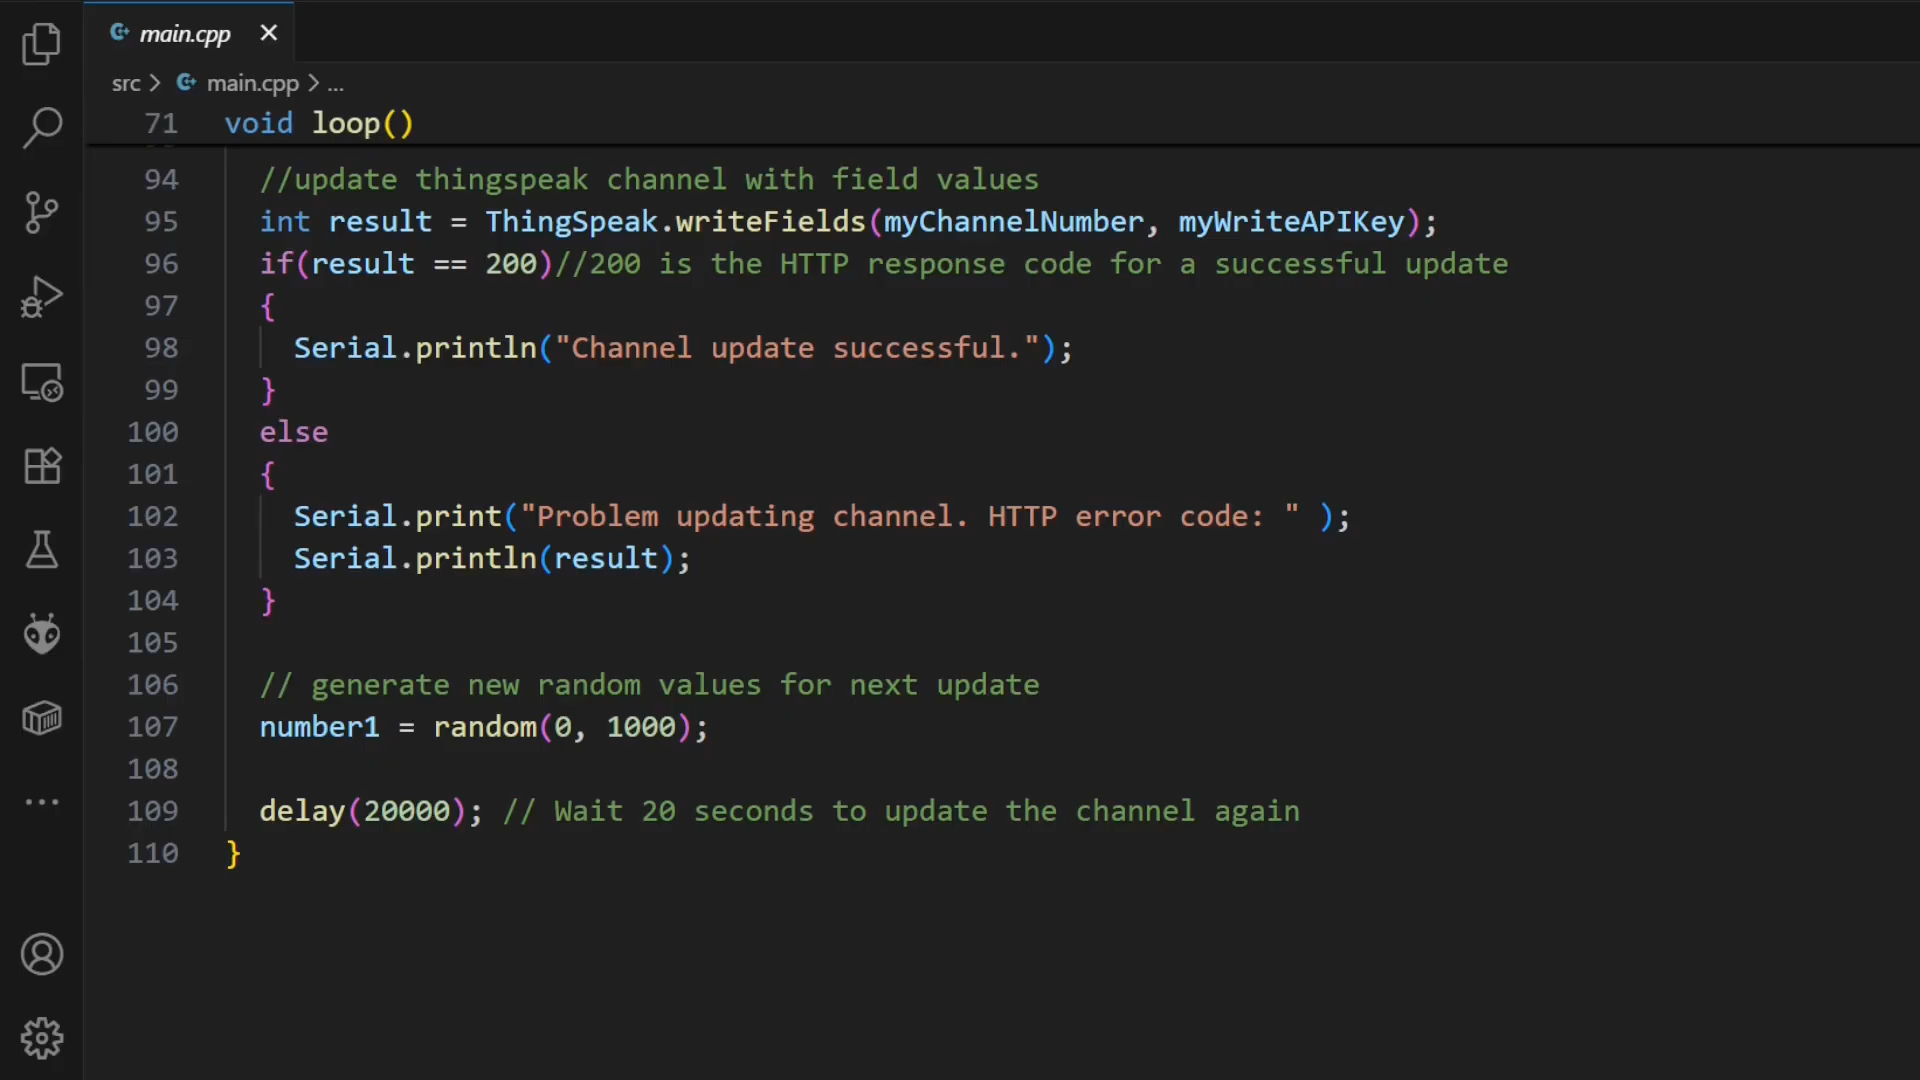 main.cpp
src > main.cpp > ...
71 void loop()
94 //update thingspeak channel with field values
95 int result = ThingSpeak.writeFields(myChannelNumber, myWriteAPIKey);
96 if(result == 200)//200 is the HTTP response code for a successful update
97 {
98 Serial.println("Channel update successful.");
99 }
100 else
101 {
102 Serial.print("Problem updating channel. HTTP error code: " );
103 Serial.println(result);
104 }
105
106 // generate new random values for next update
107 number1 = random(0, 1000);
108
109 delay(20000); // Wait 20 seconds to update the channel again
110 }